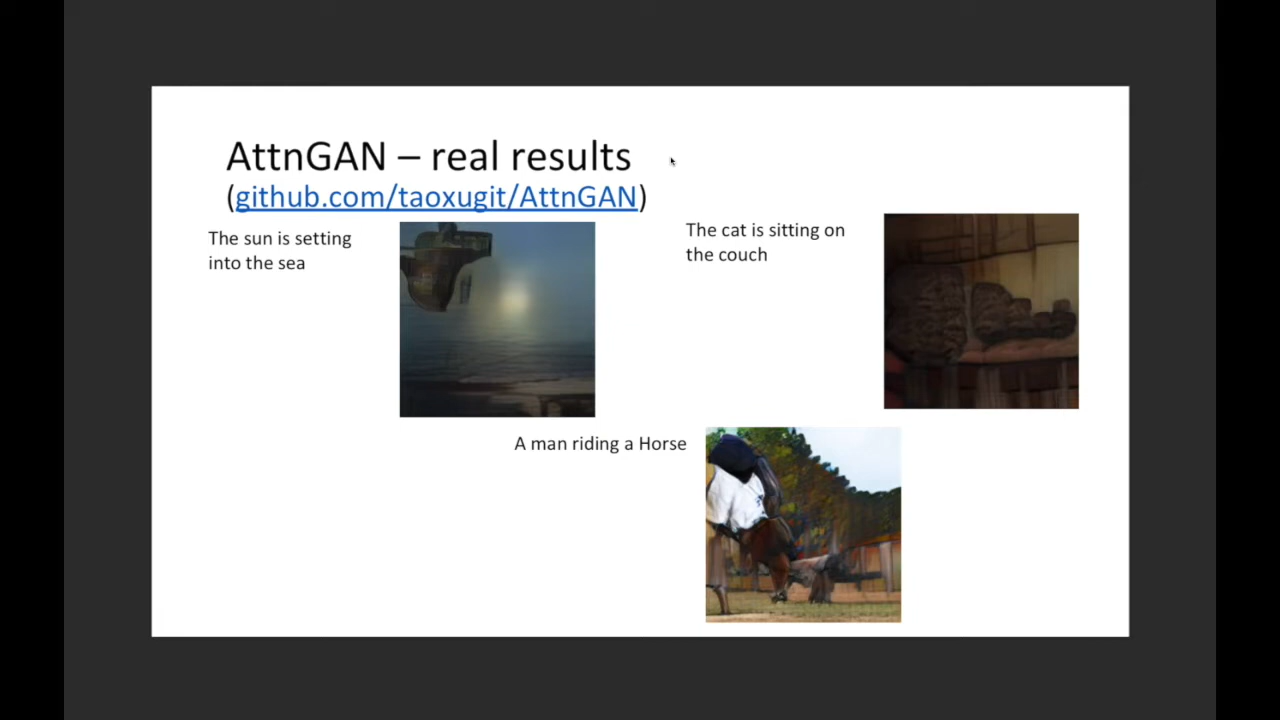 AttnGAN – real results
(github.com/taoxugit/AttnGAN)
The sun is setting
into the sea
The cat is sitting on
the couch
A man riding a Horse